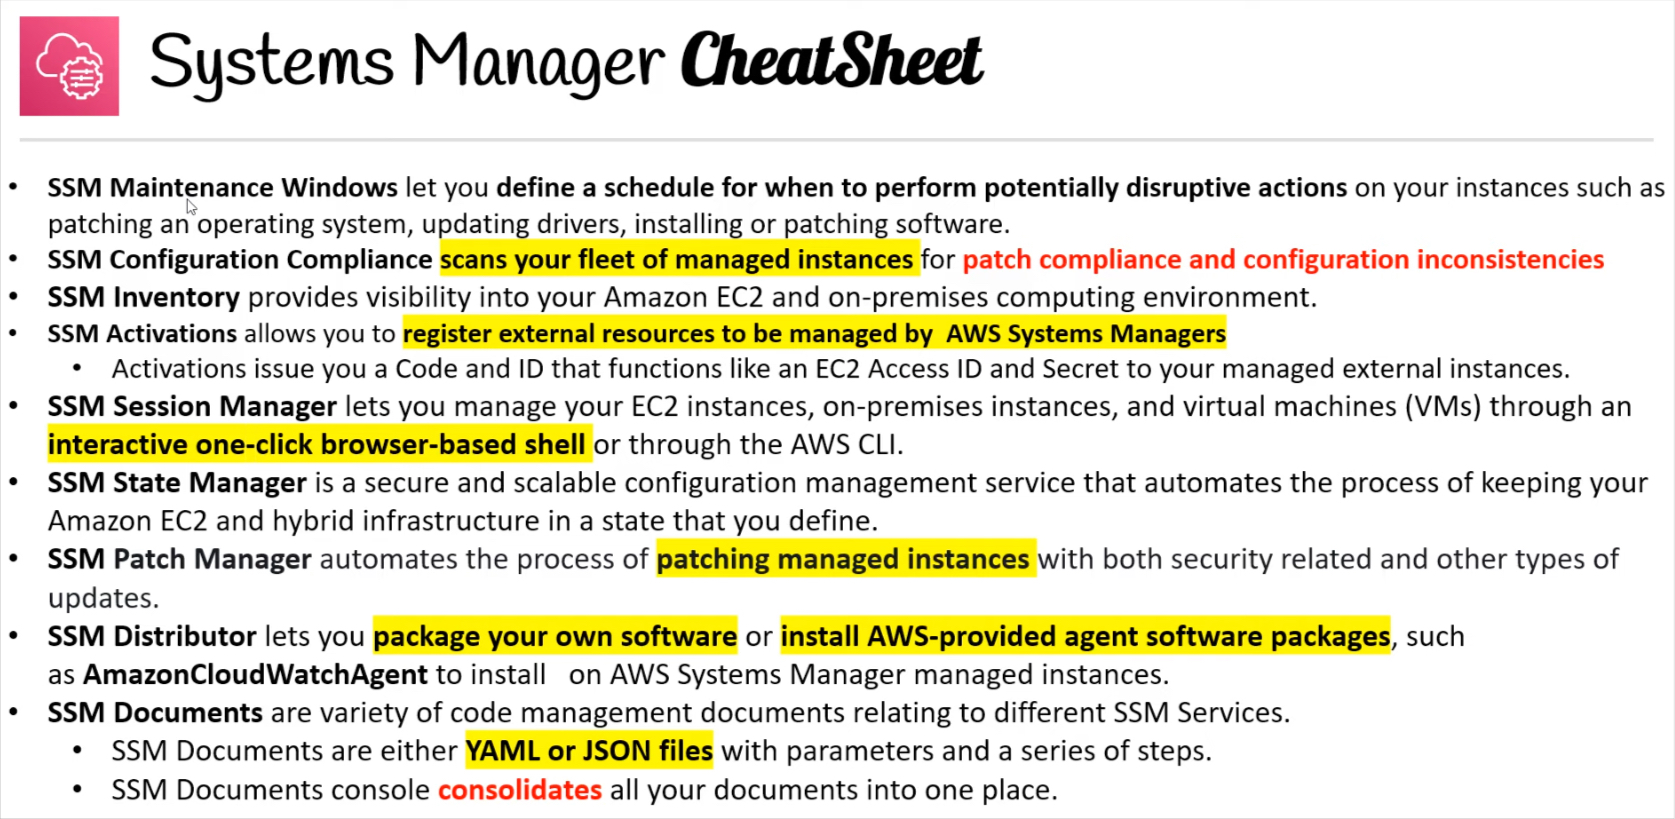 Systems Manager CheatSheet
• SSM Maintenance Windows let you define a schedule for when to perform potentially disruptive actions on your instances such as
patching an operating system, updating drivers, installing or patching software.
• SSM Configuration Compliance scans your fleet of managed instances for patch compliance and configuration inconsistencies
• SSM Inventory provides visibility into your Amazon EC2 and on-premises computing environment.
• SSM Activations allows you to register external resources to be managed by  AWS Systems Managers
• Activations issue you a Code and ID that functions like an EC2 Access ID and Secret to your managed external instances.
• SSM Session Manager lets you manage your EC2 instances, on-premises instances, and virtual machines (VMs) through an
interactive one-click browser-based shell or through the AWS CLI.
• SSM State Manager is a secure and scalable configuration management service that automates the process of keeping your
Amazon EC2 and hybrid infrastructure in a state that you define.
• SSM Patch Manager automates the process of patching managed instances with both security related and other types of
updates.
• SSM Distributor lets you package your own software or install AWS-provided agent software packages, such
as AmazonCloudWatchAgent to install   on AWS Systems Manager managed instances.
• SSM Documents are variety of code management documents relating to different SSM Services.
• SSM Documents are either YAML or JSON files with parameters and a series of steps.
• SSM Documents console consolidates all your documents into one place.